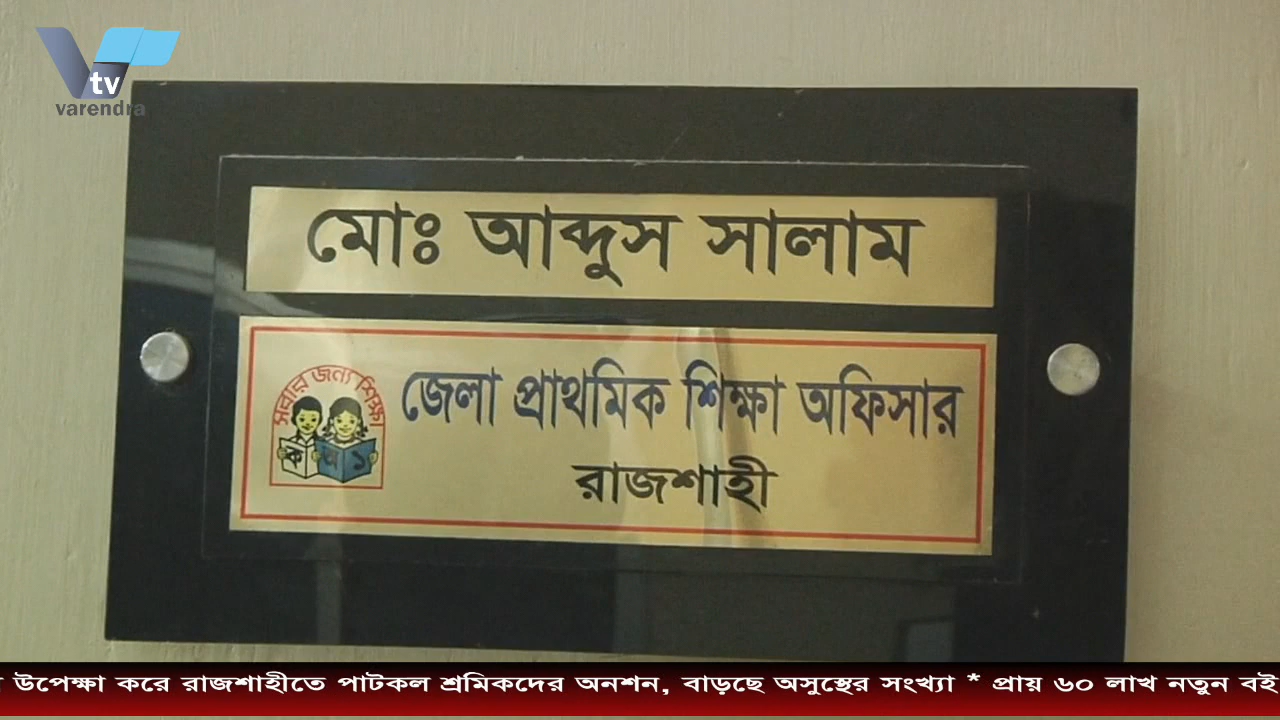 tv
varendra
মোঃ আব্দুস সালাম
সবার জন্য শিক্ষা
জেলা প্রাথমিক শিক্ষা অফিসার
ক অ ১
রাজশাহী
উপেক্ষা করে রাজশাহীতে পাটকল শ্রমিকদের অনশন, বাড়ছে অসুস্থের সংখ্যা * প্রায় ৬০ লাখ নতুন বই